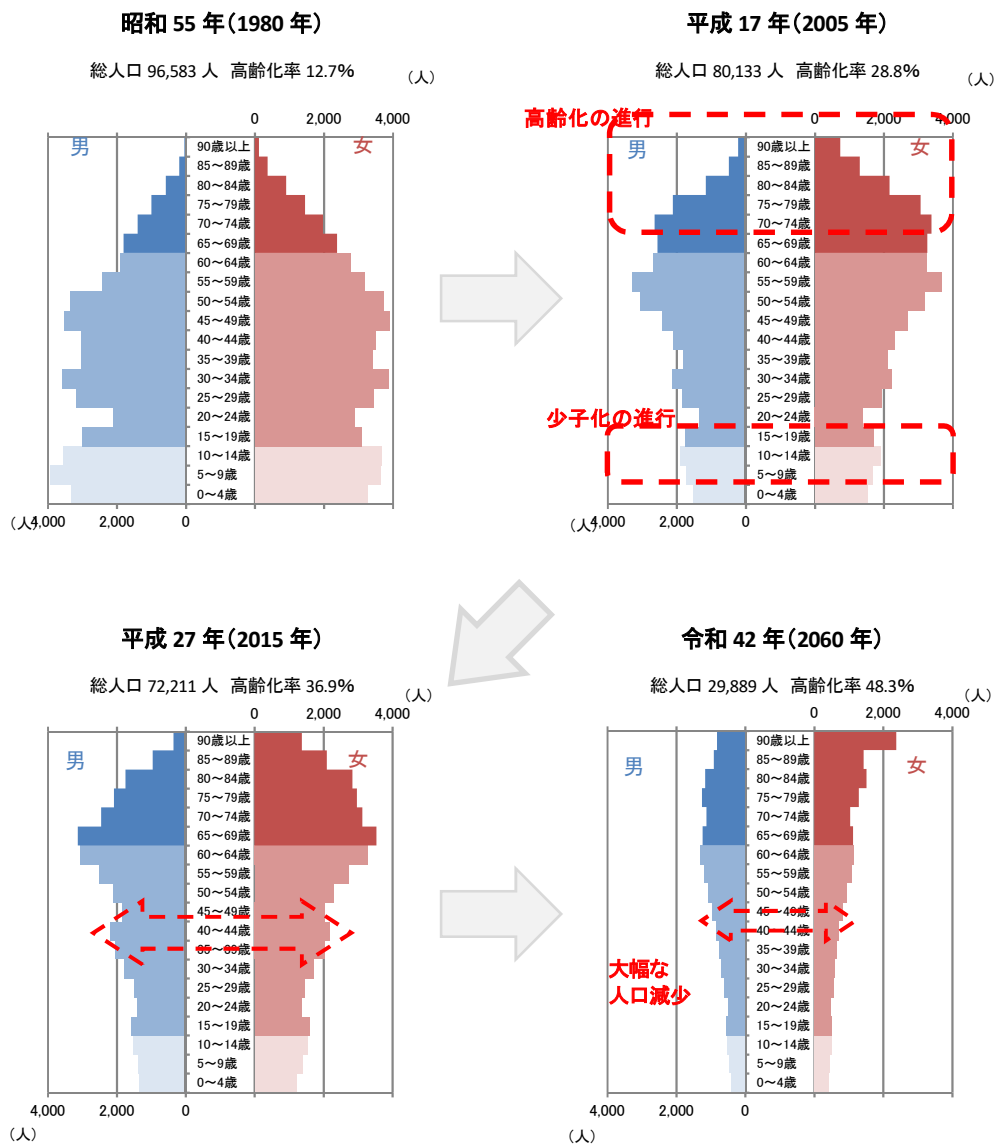 昭和 55 年(1980 年)
総人口 96,583 人 高齢化率 12.7%
(人)
0 2,000 4,000
男
女
90歳以上
85～89歳
80～84歳
75～79歳
70～74歳
65～69歳
60～64歳
55～59歳
50～54歳
45～49歳
40～44歳
35～39歳
30～34歳
25～29歳
20～24歳
15～19歳
10～14歳
5～9歳
0～4歳
4,000 2,000 0
(人)
平成 17 年(2005 年)
総人口 80,133 人 高齢化率 28.8%
(人)
0 2,000 4,000
高齢化の進行
男
女
90歳以上
85～89歳
80～84歳
75～79歳
70～74歳
65～69歳
60～64歳
55～59歳
50～54歳
45～49歳
40～44歳
35～39歳
30～34歳
25～29歳
20～24歳
少子化の進行
15～19歳
10～14歳
5～9歳
0～4歳
4,000 2,000 0
(人)
平成 27 年(2015 年)
総人口 72,211 人 高齢化率 36.9%
(人)
0 2,000 4,000
男
女
90歳以上
85～89歳
80～84歳
75～79歳
70～74歳
65～69歳
60～64歳
55～59歳
50～54歳
45～49歳
40～44歳
35～39歳
30～34歳
25～29歳
20～24歳
15～19歳
10～14歳
5～9歳
0～4歳
4,000 2,000 0
(人)
令和 42 年(2060 年)
総人口 29,889 人 高齢化率 48.3%
(人)
0 2,000 4,000
男
女
90歳以上
85～89歳
80～84歳
75～79歳
70～74歳
65～69歳
60～64歳
55～59歳
50～54歳
45～49歳
40～44歳
35～39歳
30～34歳
25～29歳
20～24歳
15～19歳
10～14歳
5～9歳
0～4歳
大幅な
人口減少
4,000 2,000 0
(人)